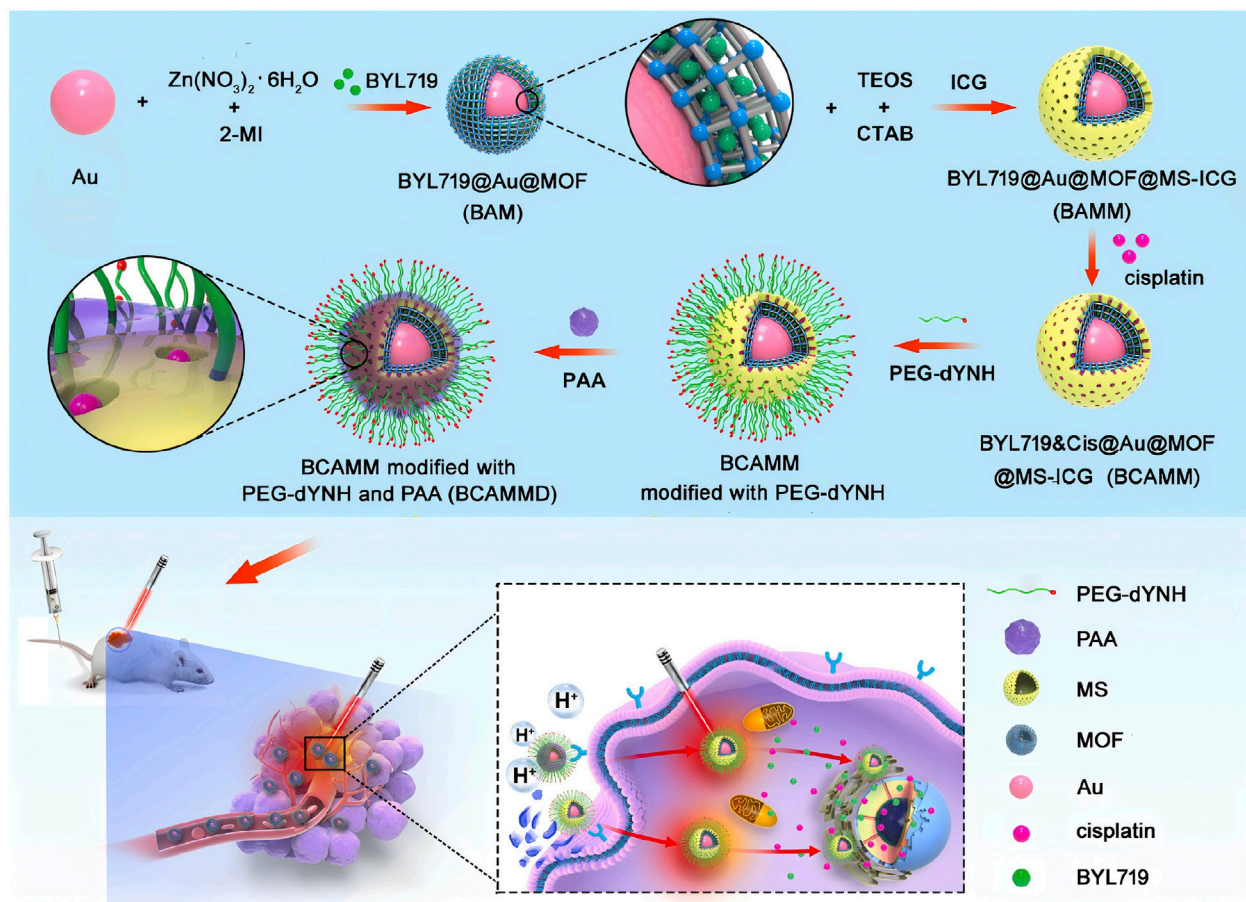 Au
+
Zn(NO₃)₂ · 6H₂O
+
2-MI
BYL719
BYL719@Au@MOF
(BAM)
+
TEOS
+
CTAB
ICG
BYL719@Au@MOF@MS-ICG
(BAMM)
cisplatin
BYL719&Cis@Au@MOF
@MS-ICG (BCAMM)
PEG-dYNH
BCAMM
modified with PEG-dYNH
PAA
BCAMM modified with
PEG-dYNH and PAA (BCAMMD)
H⁺
H⁺
H⁺
PEG-dYNH
PAA
MS
MOF
Au
cisplatin
BYL719